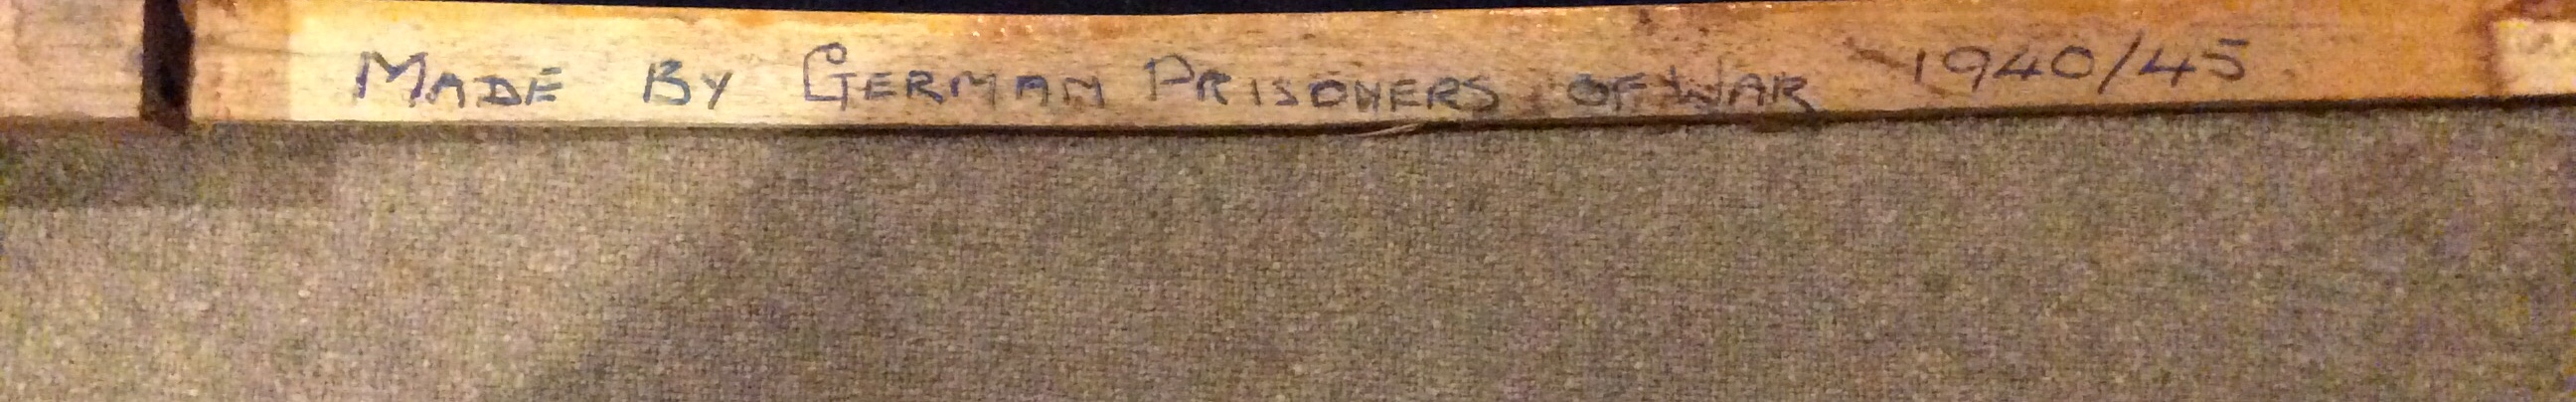 MADE BY GERMAN PRISONERS OF WAR 1940/45